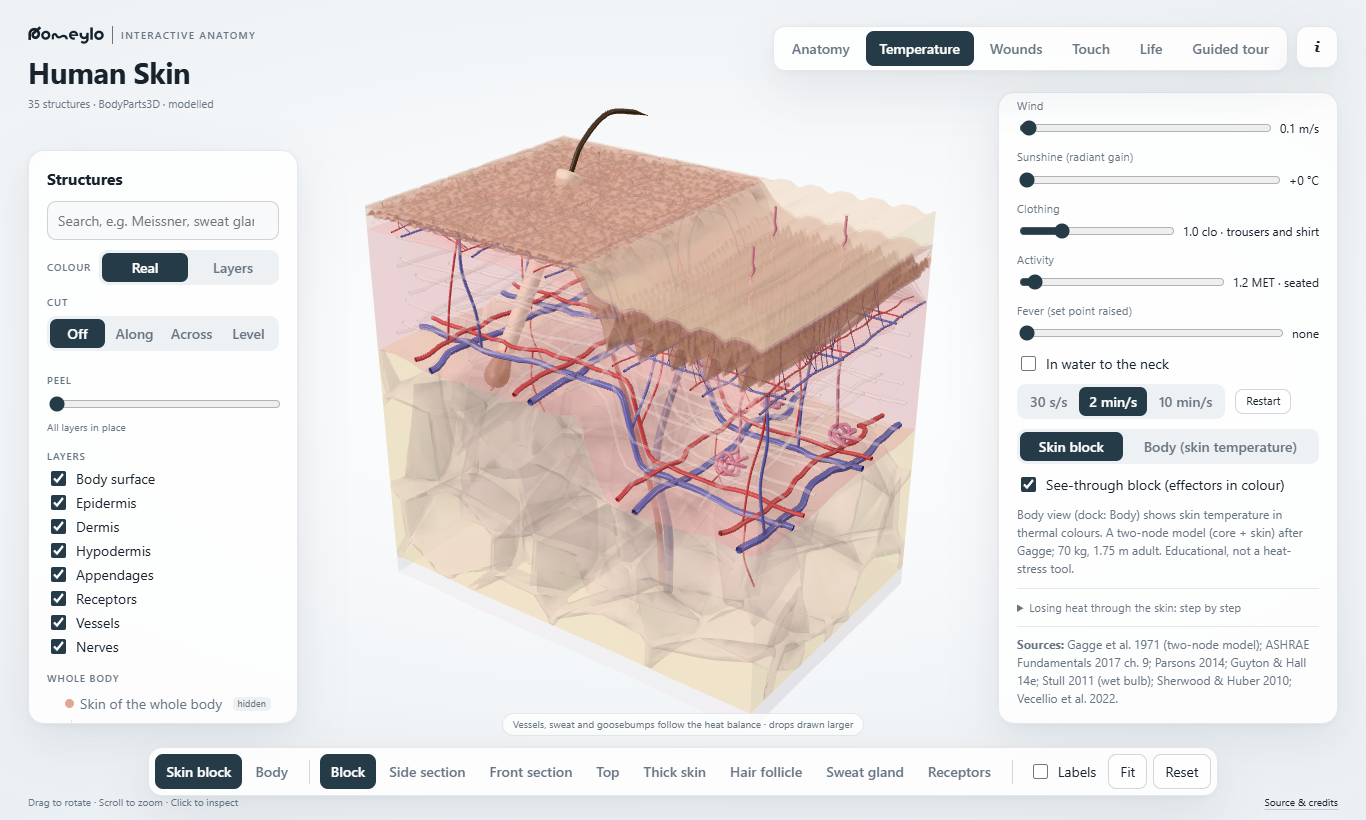 Domeylo
INTERACTIVE ANATOMY
Human Skin
35 structures · BodyParts3D · modelled
Anatomy
Temperature
Wounds
Touch
Life
Guided tour
i
Structures
Search, e.g. Meissner, sweat glan
COLOUR
Real
Layers
CUT
Off
Along
Across
Level
PEEL
All layers in place
LAYERS
Body surface
Epidermis
Dermis
Hypodermis
Appendages
Receptors
Vessels
Nerves
WHOLE BODY
Skin of the whole body hidden
Wind
0.1 m/s
Sunshine (radiant gain)
+0 °C
Clothing
1.0 clo · trousers and shirt
Activity
1.2 MET · seated
Fever (set point raised)
none
In water to the neck
30 s/s
2 min/s
10 min/s
Restart
Skin block
Body (skin temperature)
See-through block (effectors in colour)
Body view (dock: Body) shows skin temperature in
thermal colours. A two-node model (core + skin) after
Gagge; 70 kg, 1.75 m adult. Educational, not a heat-
stress tool.
Losing heat through the skin: step by step
Sources: Gagge et al. 1971 (two-node model); ASHRAE
Fundamentals 2017 ch. 9; Parsons 2014; Guyton & Hall
14e; Stull 2011 (wet bulb); Sherwood & Huber 2010;
Vecellio et al. 2022.
Vessels, sweat and goosebumps follow the heat balance · drops drawn larger
Skin block
Body
Block
Side section
Front section
Top
Thick skin
Hair follicle
Sweat gland
Receptors
Labels
Fit
Reset
Drag to rotate · Scroll to zoom · Click to inspect
Source & credits